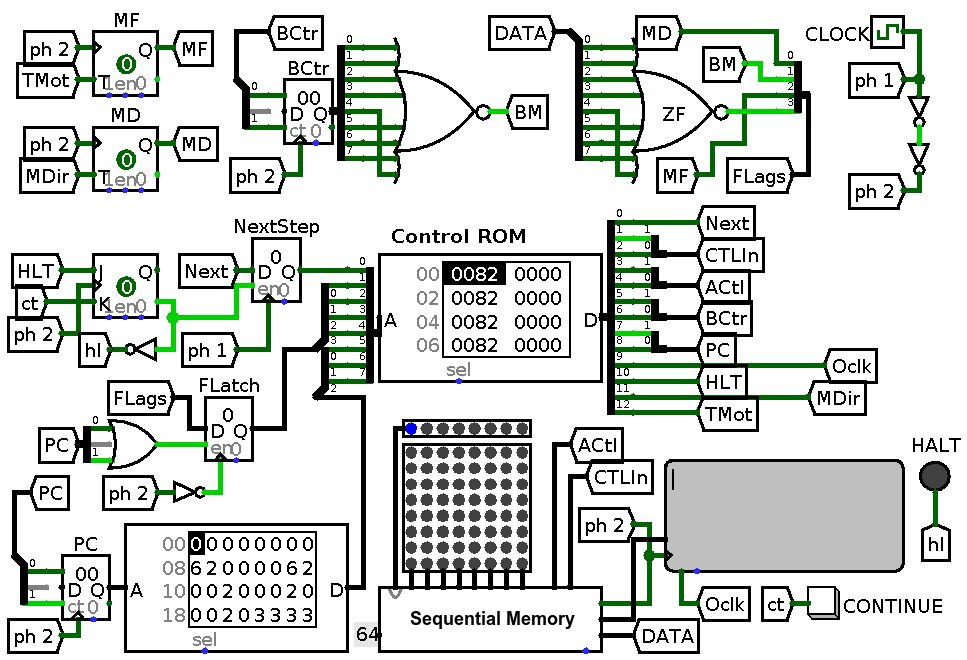 MF
ph 2
TMot
T
Q
0
1en0
MF
MD
ph 2
MDir
T
Q
0
1en0
MD
BCtr
BCtr
0
1
00
D Q
ct 0
ph 2
0
1
2
3
4
5
6
7
BM
DATA
0
1
2
3
4
5
6
7
ZF
MD
BM
MF
FLags
0
1
2
3
CLOCK
ph 1
ph 2
HLT
ct
ph 2
J
K
Q
0
1en0
hl
NextStep
Next
0
D Q
en0
ph 1
FLatch
FLags
0
D Q
en0
PC
0
1
ph 2
0
1
2
3
4
5
6
7
0
1
2
3
0
1
2
Control ROM
A
00 0082 0000
02 0082 0000
04 0082 0000
06 0082 0000
D
sel
0
1
2
3
4
5
6
7
8
9
10
11
12
1
0
1
0
1
0
1
0
Next
CTLIn
ACtl
BCtr
PC
Oclk
HLT
MDir
TMot
PC
PC
0
1
00
D Q
ct 0
ph 2
A
00 00000000
08 62000062
10 00200020
18 00203333
D
sel
64
Sequential Memory
ACtl
CTLIn
ph 2
Oclk
DATA
ct
CONTINUE
HALT
hl